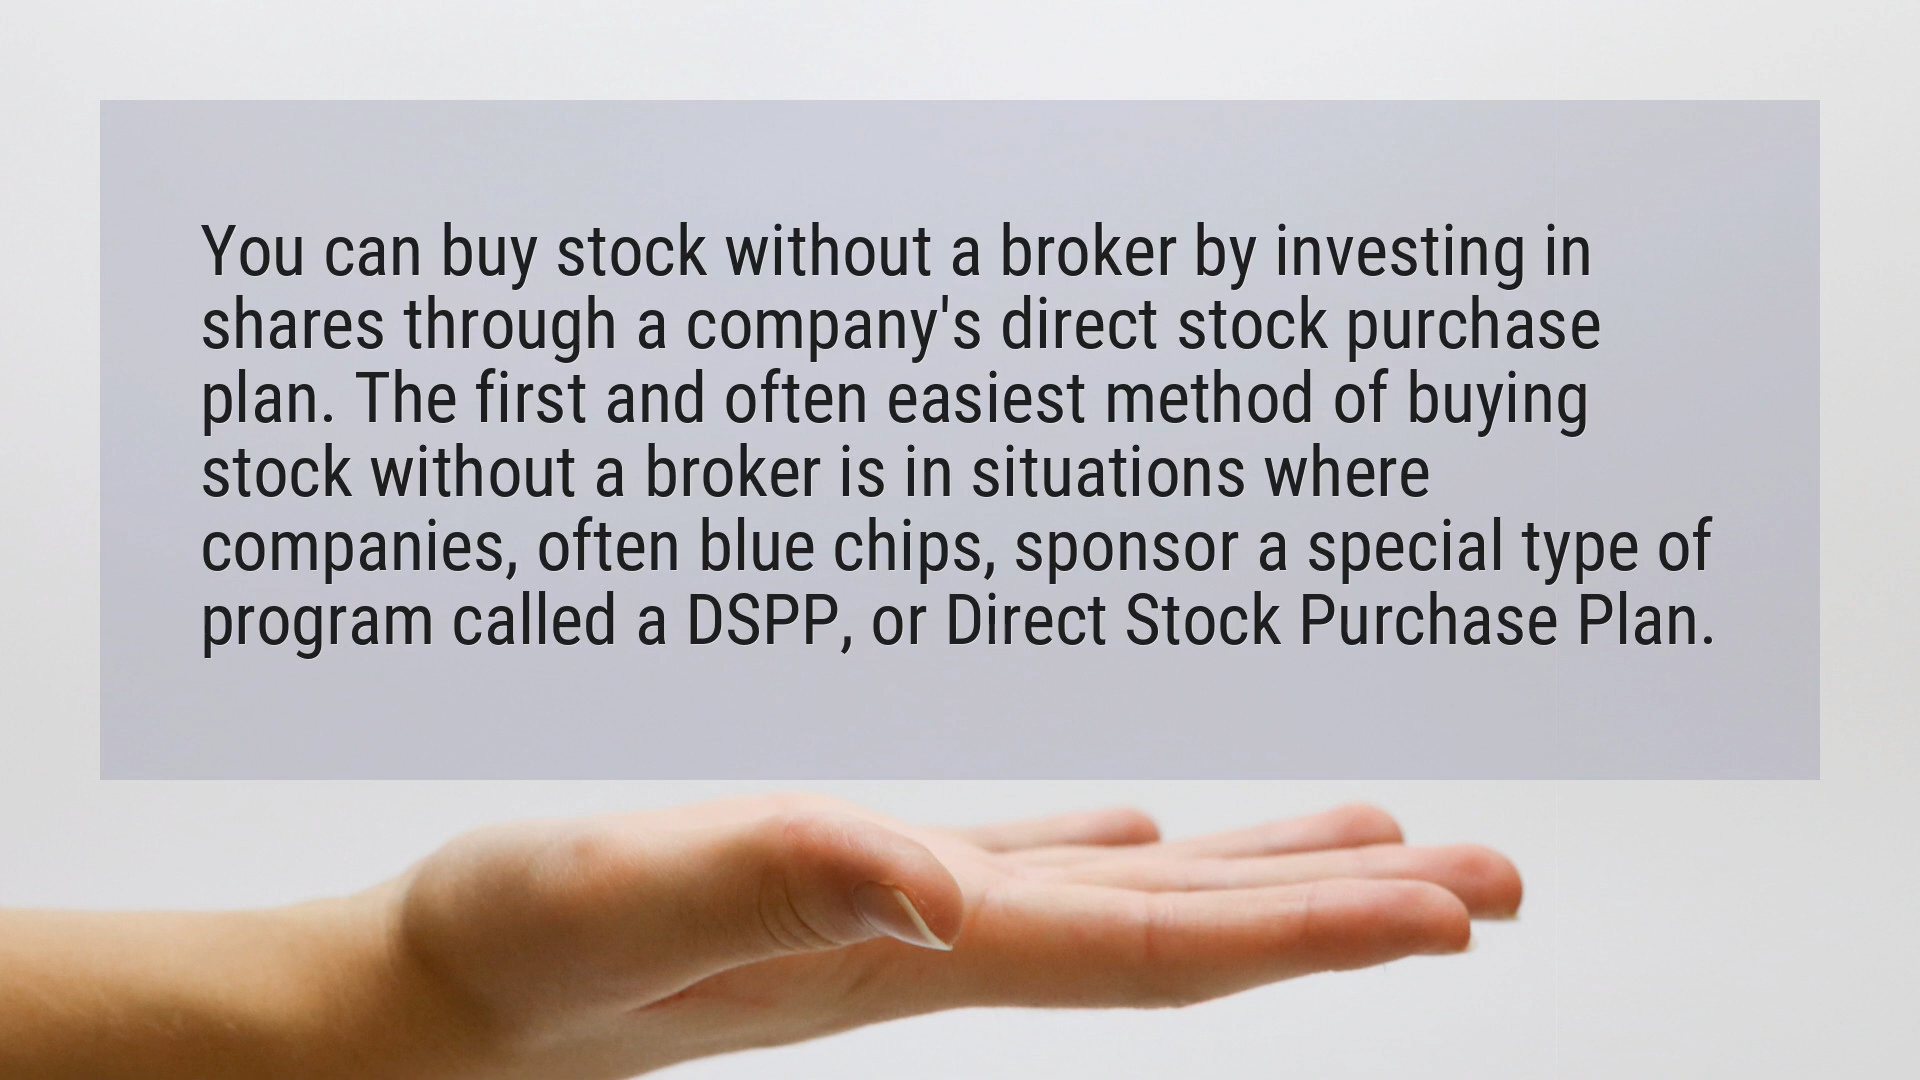 You can buy stock without a broker by investing in
shares through a company's direct stock purchase
plan. The first and often easiest method of buying
stock without a broker is in situations where
companies, often blue chips, sponsor a special type of
program called a DSPP, or Direct Stock Purchase Plan.